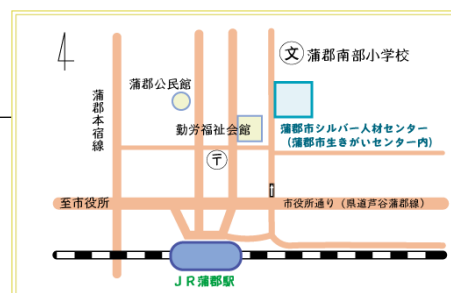 蒲郡南部小学校
文
蒲郡公民館
蒲郡本宿線
勤労福祉会館
蒲郡市シルバー人材センター
(蒲郡市生きがいセンター内)
〒
至市役所
市役所通り(県道芦谷蒲郡線)
JR蒲郡駅